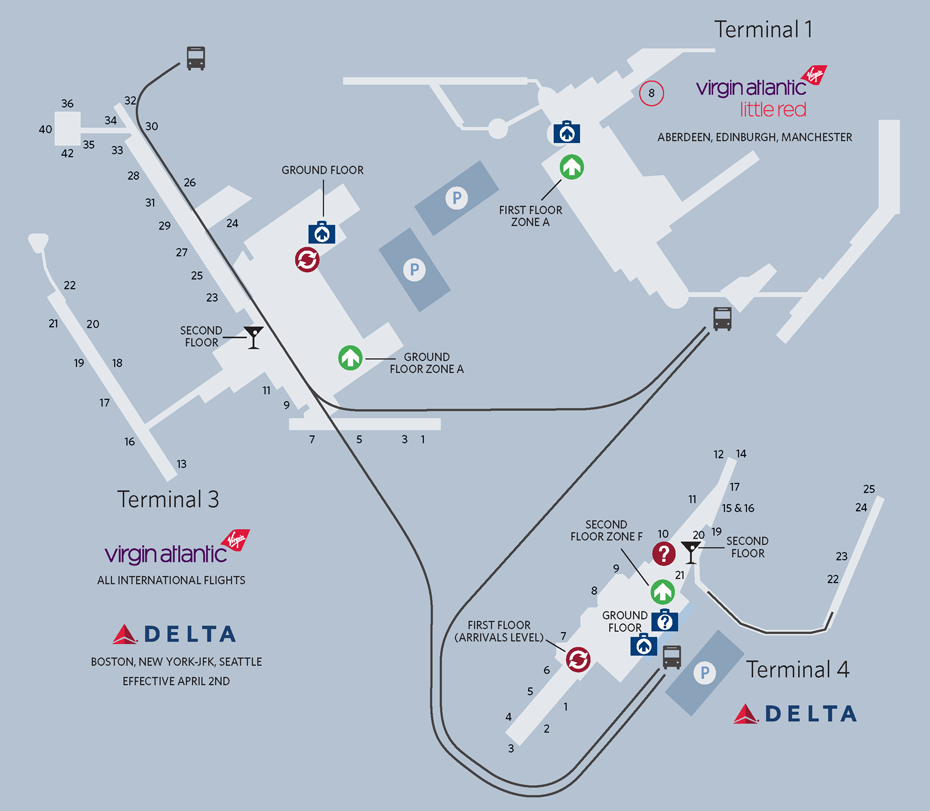 Terminal 1
virgin atlantic
Virgin
little red
8
ABERDEEN, EDINBURGH, MANCHESTER
FIRST FLOOR
ZONE A
P
P
36
40
42
35
34
32
30
33
28
26
31
29
24
27
25
23
GROUND FLOOR
22
21
20
19
18
17
16
13
SECOND
FLOOR
GROUND
FLOOR ZONE A
11
9
7
5
3
1
Terminal 3
virgin atlantic
Virgin
ALL INTERNATIONAL FLIGHTS
DELTA
BOSTON, NEW YORK-JFK, SEATTLE
EFFECTIVE APRIL 2ND
12
14
17
11
15 & 16
19
20
10
?
SECOND
FLOOR ZONE F
SECOND
FLOOR
9
21
8
25
24
23
22
GROUND
FLOOR
?
FIRST FLOOR
(ARRIVALS LEVEL)
7
6
5
4
3
2
1
P
Terminal 4
DELTA